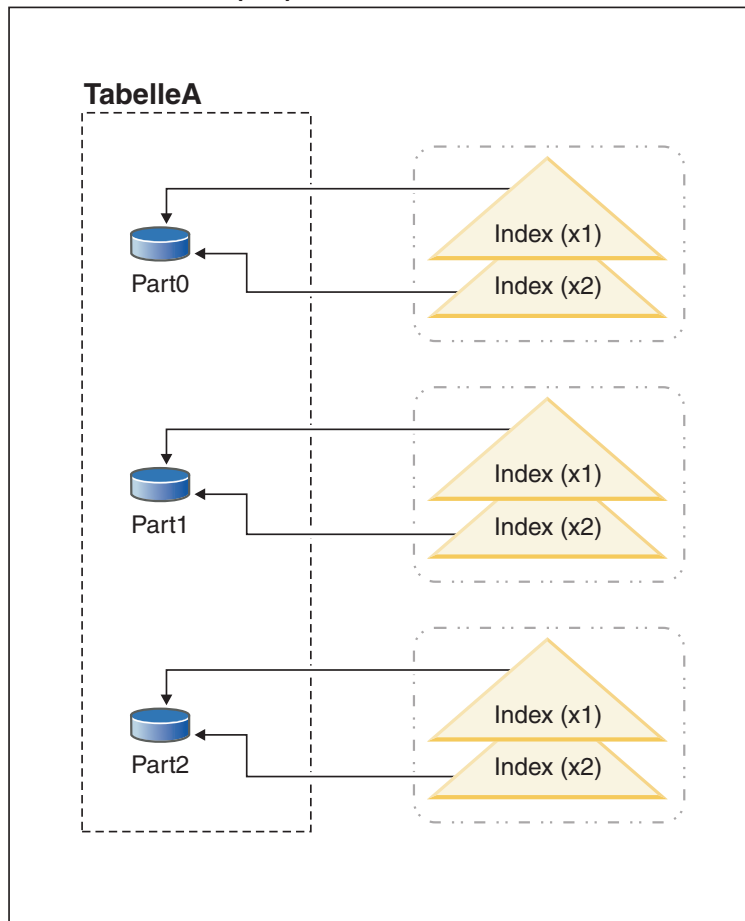 TabelleA
Index (x1)
Index (x2)
Part0
Index (x1)
Index (x2)
Part1
Index (x1)
Index (x2)
Part2